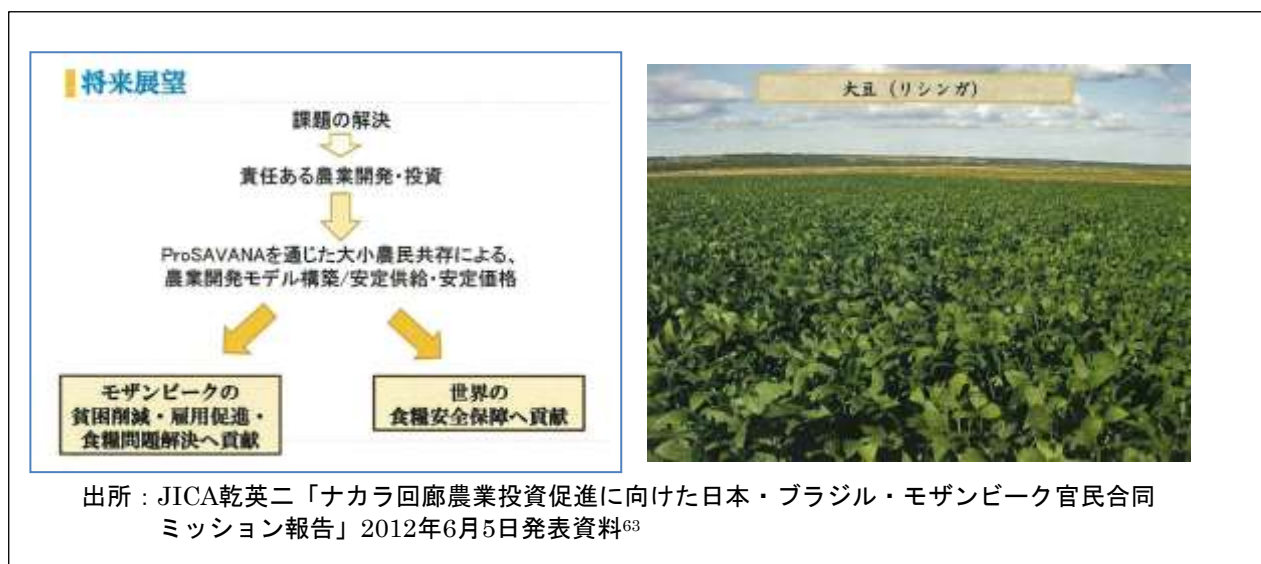 将来展望
課題の解決
責任ある農業開発・投資
ProSAVANAを通じた大小農民共存による、
農業開発モデル構築/安定供給・安定価格
モザンビークの
貧困削減・雇用促進・
食糧問題解決へ貢献
世界の
食糧安全保障へ貢献
大豆（リシンガ）
出所：JICA乾英二「ナカラ回廊農業投資促進に向けた日本・ブラジル・モザンビーク官民合同
ミッション報告」2012年6月5日発表資料63